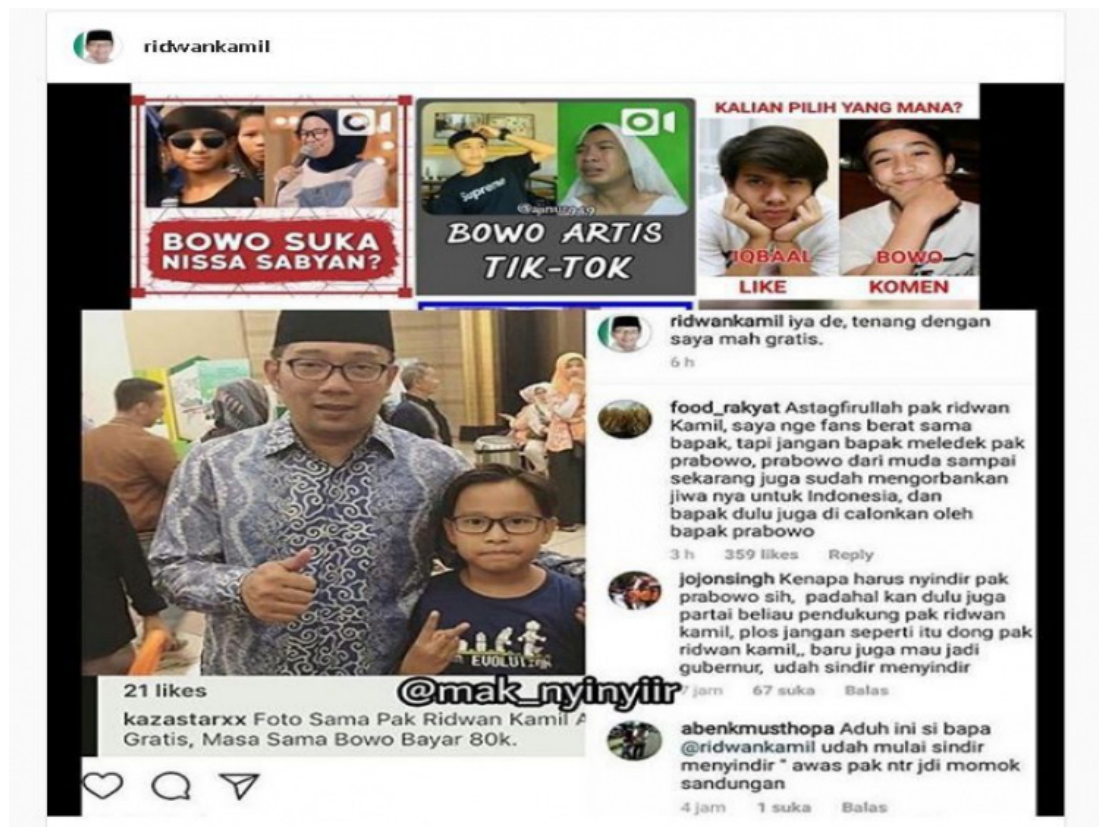 ridwankamil
BOWO SUKA
NISSA SABYAN?
Supreme
BOWO ARTIS
TIK-TOK
KALIAN PILIH YANG MANA?
IQBAAL
BOWO
LIKE
KOMEN
EVOLUTION
21 likes
@mak_nyinyiir
kazastarxx Foto Sama Pak Ridwan Kamil A
Gratis, Masa Sama Bowo Bayar 80k.
ridwankamil iya de, tenang dengan
saya mah gratis.
6 h
food_rakyat Astagfirullah pak ridwan
Kamil, saya nge fans berat sama
bapak, tapi jangan bapak meledek pak
prabowo, prabowo dari muda sampai
sekarang juga sudah mengorbankan
jiwa nya untuk Indonesia, dan
bapak dulu juga di calonkan oleh
bapak prabowo
3 h 359 likes Reply
jojonsingh Kenapa harus nyindir pak
prabowo sih, padahal kan dulu juga
partai beliau pendukung pak ridwan
kamil, plos jangan seperti itu dong pak
ridwan kamil,, baru juga mau jadi
gubernur, udah sindir menyindir
jam 67 suka Balas
abenkmusthopa Aduh ini si bapa
@ridwankamil udah mulai sindir
menyindir " awas pak ntr jdi momok
sandungan
4 jam 1 suka Balas